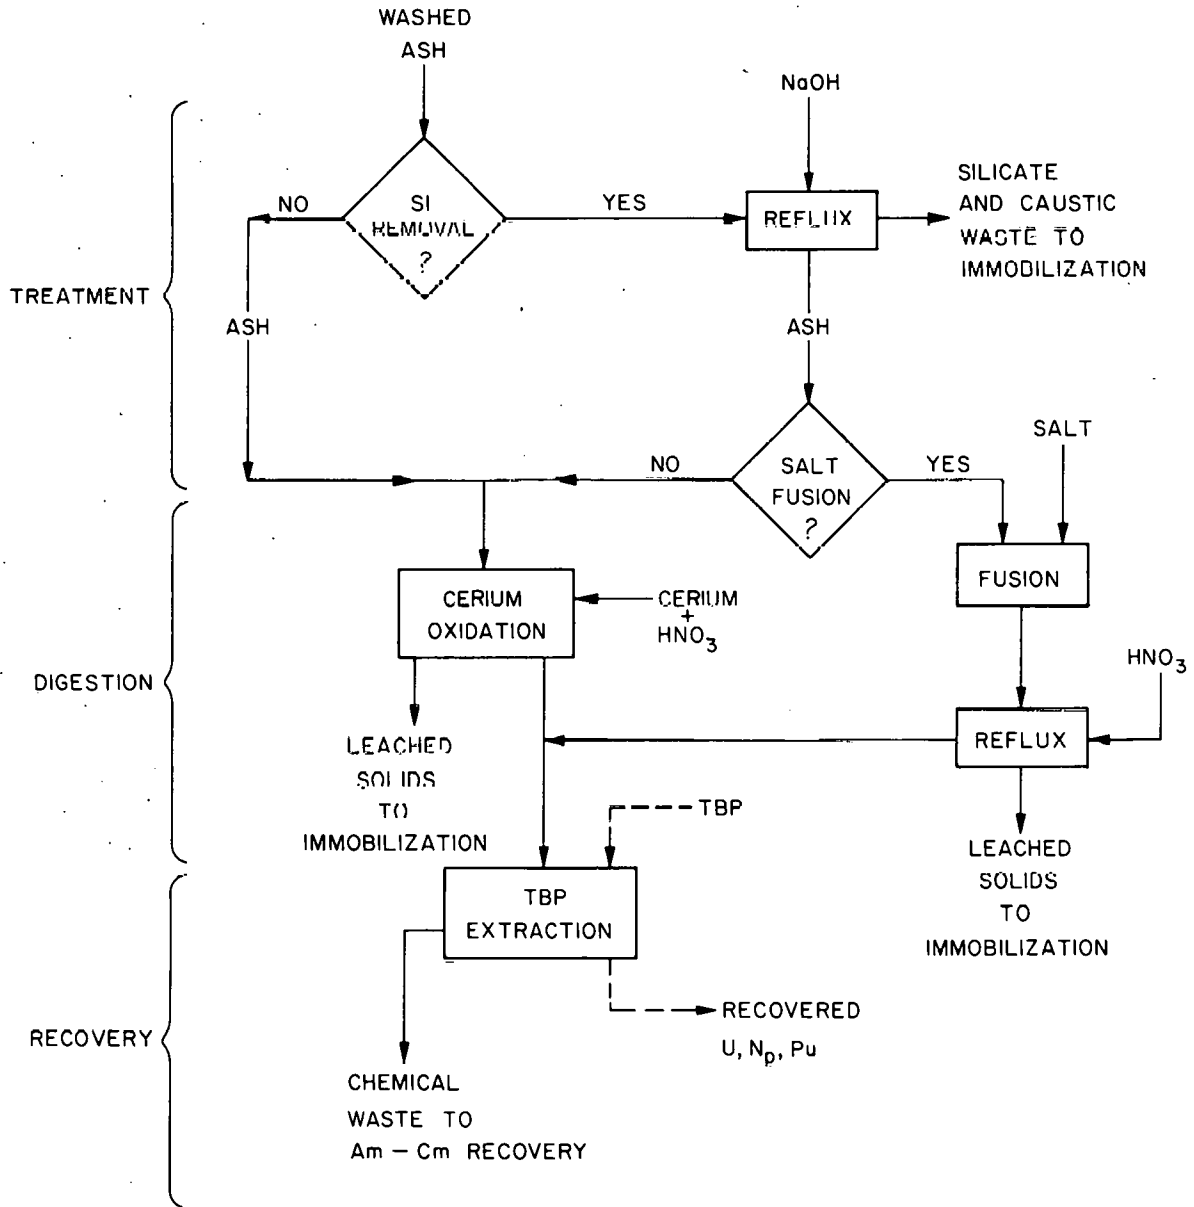 WASHED
ASH
NaOH
SI
REMOVAL
?
NO
YES
REFLUX
SILICATE
AND CAUSTIC
WASTE TO
IMMOBILIZATION
TREATMENT
ASH
ASH
SALT
NO
SALT
FUSION
?
YES
FUSION
CERIUM
OXIDATION
CERIUM
+
HNO3
DIGESTION
HNO3
REFLUX
LEACHED
SOLIDS
TO
IMMOBILIZATION
TBP
LEACHED
SOLIDS
TO
IMMOBILIZATION
TBP
EXTRACTION
RECOVERY
RECOVERED
U, Np, Pu
CHEMICAL
WASTE TO
Am – Cm RECOVERY